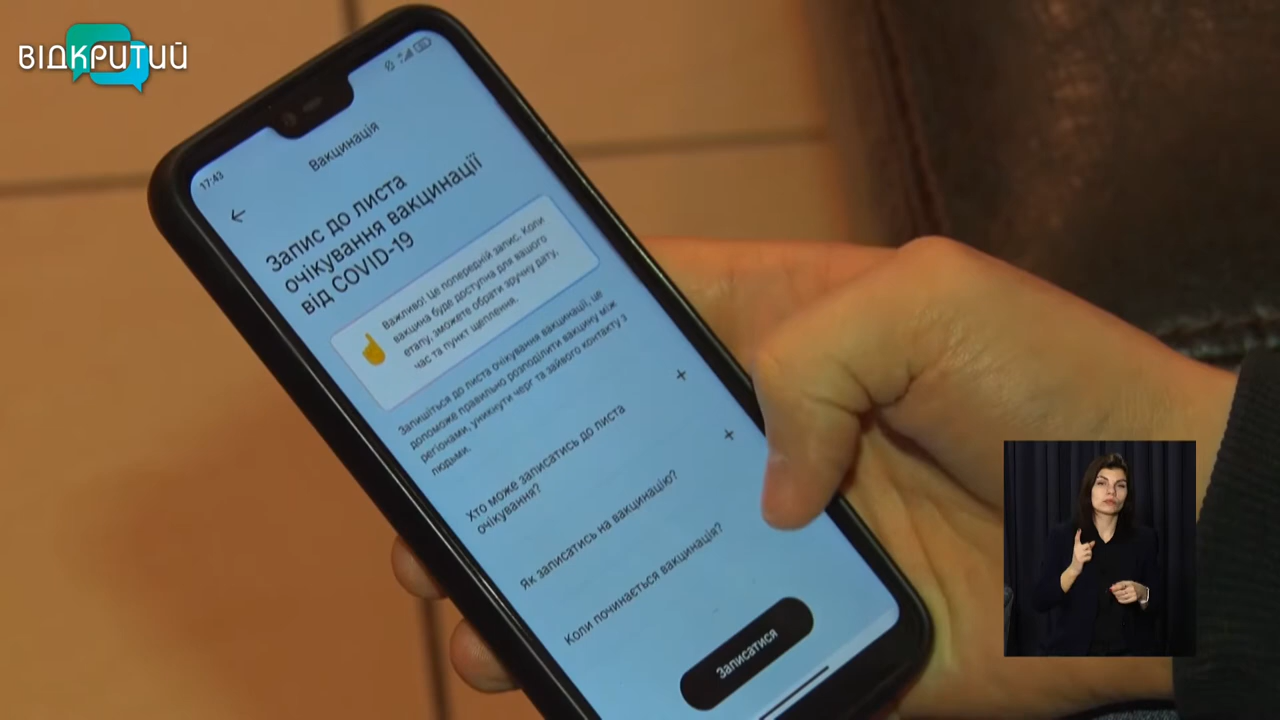 ВІДКРИТИЙ
17:43
Вакцинація
Запис до листа
очікування вакцинації
від COVID-19
Важливо! Це попередній запис. Коли
вакцина буде доступна для вашого
етапу, зможете обрати зручну дату,
час та пункт щеплення.
Запишіться до листа очікування вакцинації, це
допоможе правильно розподілити вакцину між
регіонами, уникнути черг та зайвого контакту з
людьми.
Хто може записатись до листа
очікування?
Як записатись на вакцинацію?
Коли починається вакцинація?
Записатися